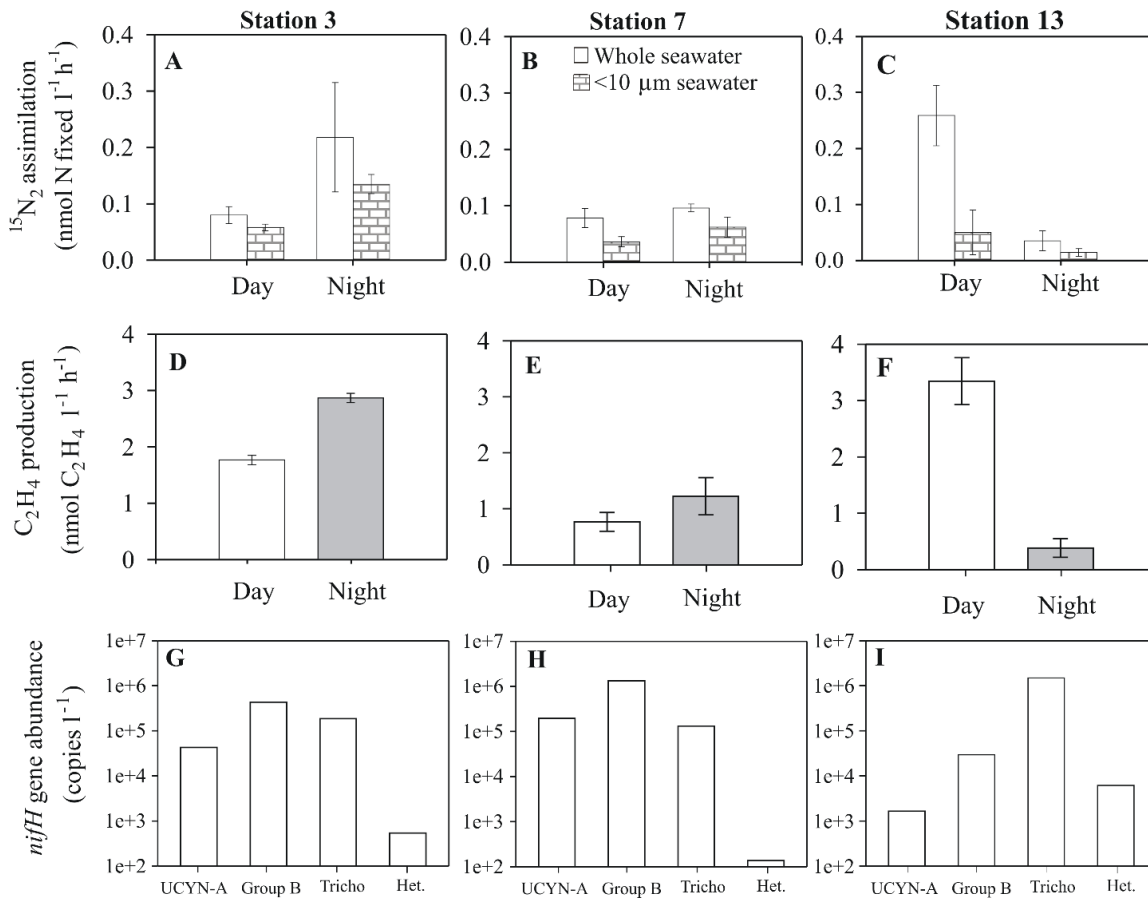 Station 3
Station 7
Station 13
¹⁵N₂ assimilation
(nmol N fixed l⁻¹ h⁻¹)
0.4
0.3
0.2
0.1
0.0
A
Day
Night
0.4
0.3
0.2
0.1
0.0
B
Whole seawater
<10 µm seawater
Day
Night
0.4
0.3
0.2
0.1
0.0
C
Day
Night
C₂H₄ production
(nmol C₂H₄ l⁻¹ h⁻¹)
4
3
2
1
0
D
Day
Night
4
3
2
1
0
E
Day
Night
4
3
2
1
0
F
Day
Night
nifH gene abundance
(copies l⁻¹)
1e+7
1e+6
1e+5
1e+4
1e+3
1e+2
G
UCYN-A Group B Tricho Het.
1e+7
1e+6
1e+5
1e+4
1e+3
1e+2
H
UCYN-A Group B Tricho Het.
1e+7
1e+6
1e+5
1e+4
1e+3
1e+2
I
UCYN-A Group B Tricho Het.